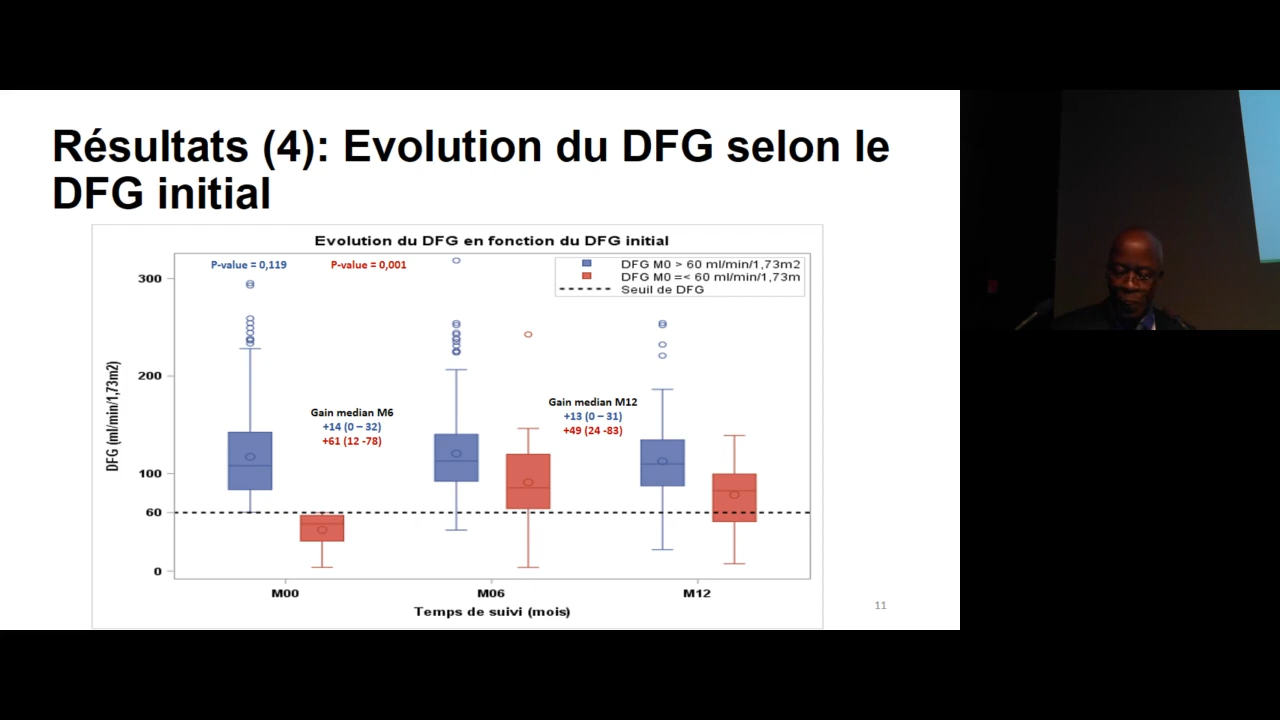 Résultats (4): Evolution du DFG selon le
DFG initial
Evolution du DFG en fonction du DFG initial
P-value = 0,119
P-value = 0,001
DFG M0 > 60 ml/min/1,73m2
DFG M0 =< 60 ml/min/1,73m
Seuil de DFG
DFG (ml/min/1,73m2)
300
200
100
60
0
Gain median M6
+14 (0 – 32)
+61 (12 -78)
Gain median M12
+13 (0 – 31)
+49 (24 -83)
M00
M06
M12
Temps de suivi (mois)
11